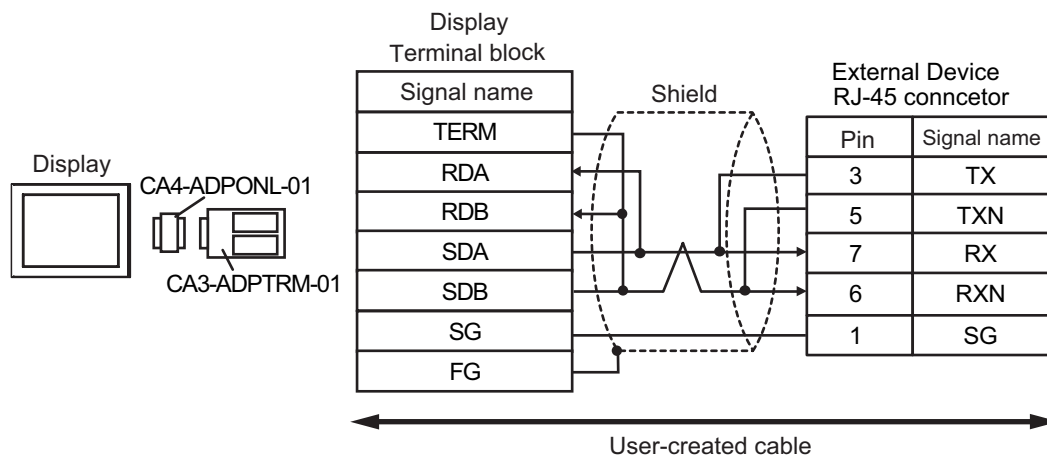 Display
Terminal block
Signal name
TERM
RDA
RDB
SDA
SDB
SG
FG
Shield
External Device
RJ-45 conncetor
Pin Signal name
3 TX
5 TXN
7 RX
6 RXN
1 SG
Display
CA4-ADPONL-01
CA3-ADPTRM-01
User-created cable